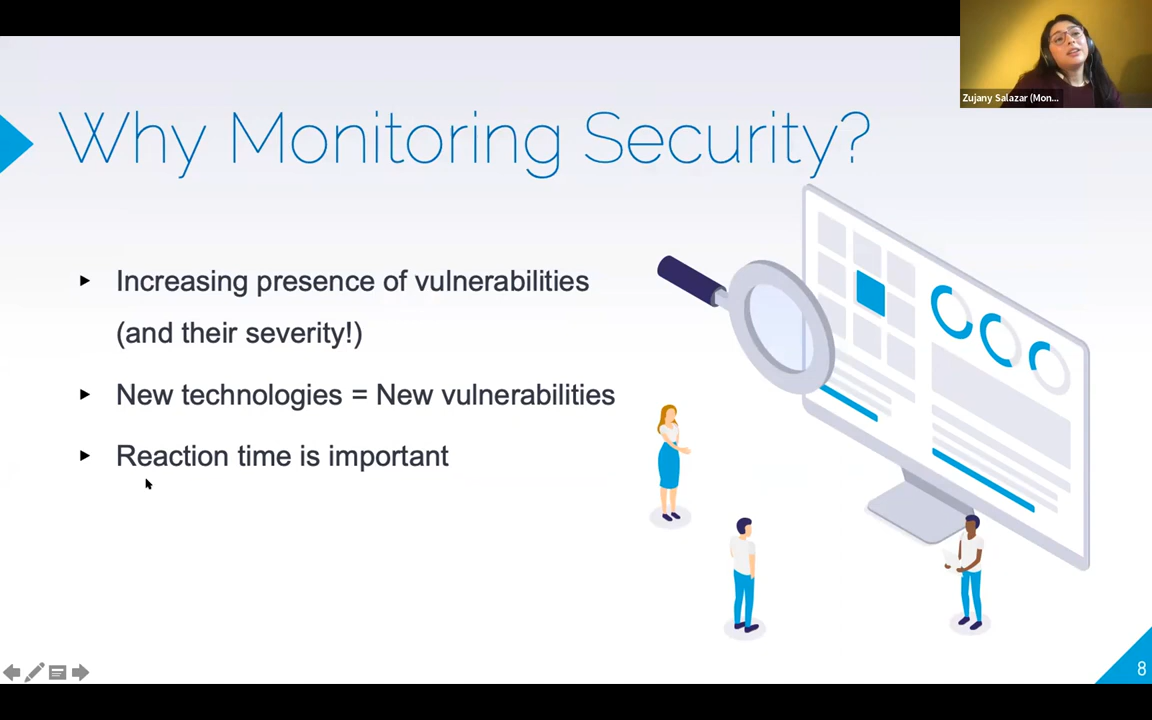 Zujany Salazar (Mon...
Why Monitoring Security?
Increasing presence of vulnerabilities
(and their severity!)
New technologies = New vulnerabilities
Reaction time is important
8